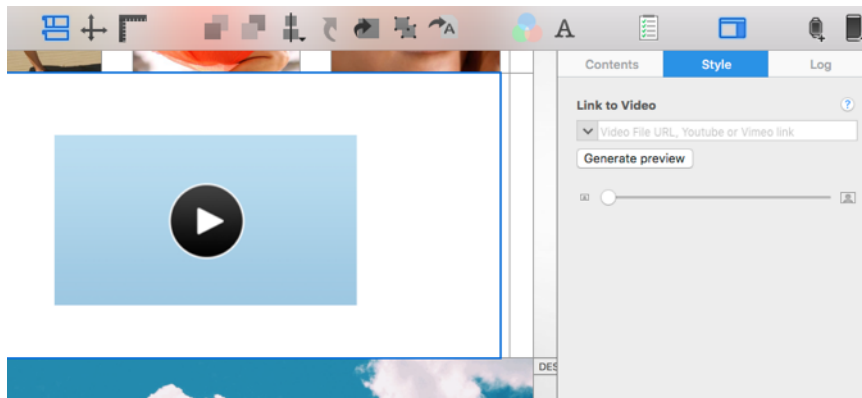 A
A
Contents Style Log
Link to Video ?
Video File URL, Youtube or Vimeo link
Generate preview
DES